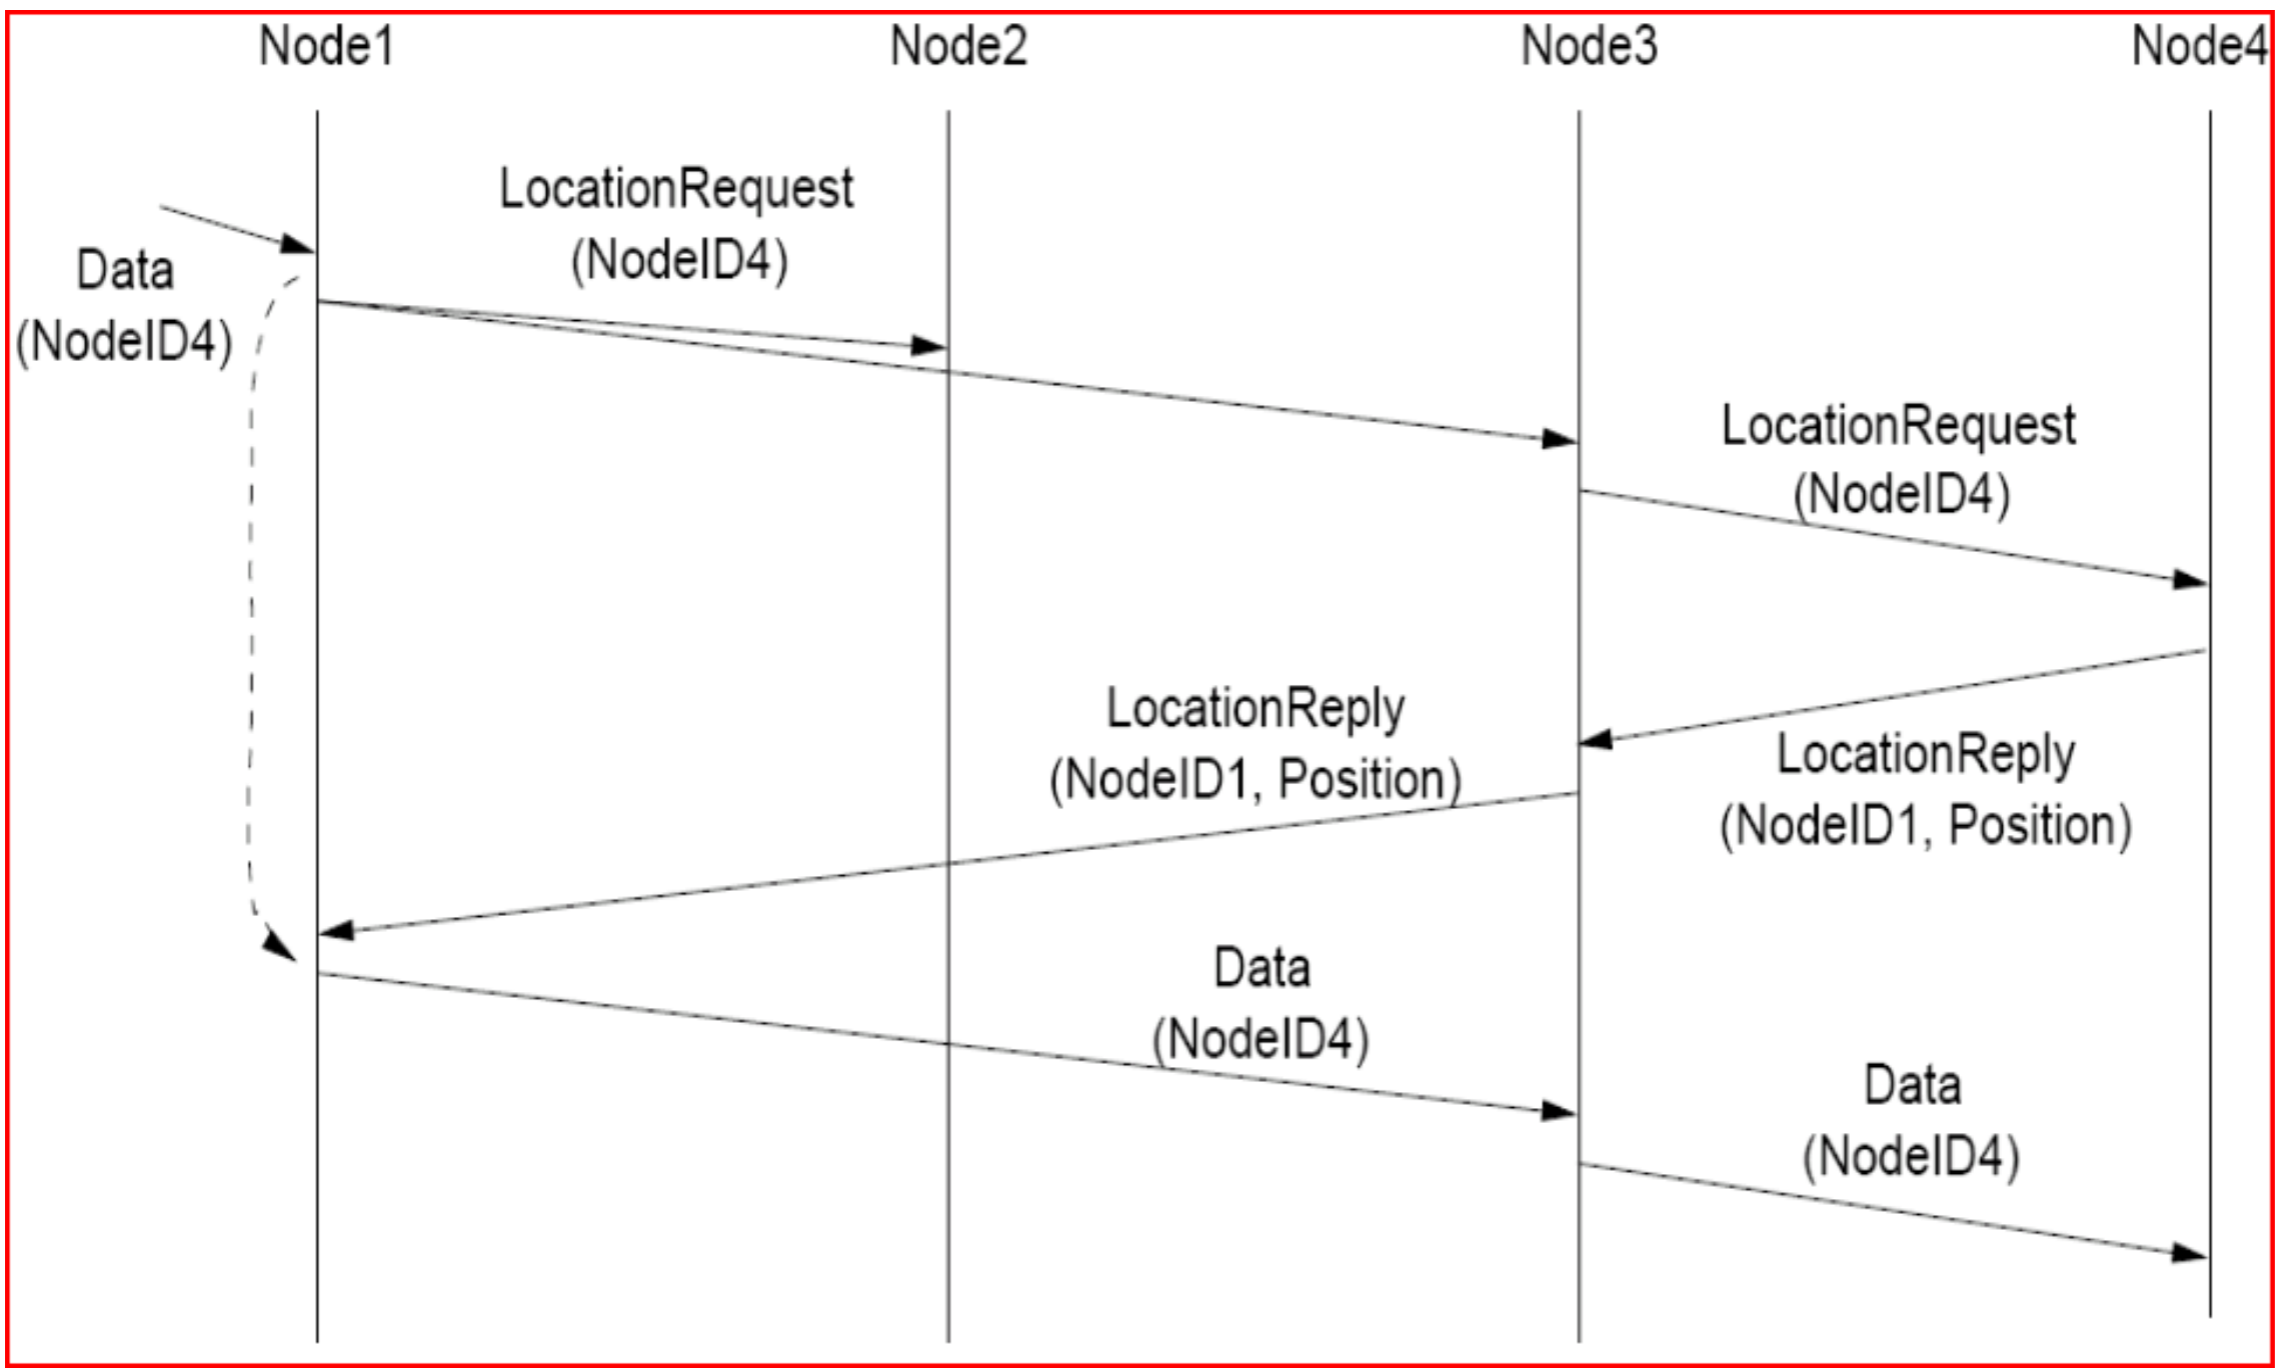 Node1 Node2 Node3 Node4
LocationRequest
(NodeID4)
Data
(NodeID4)
LocationRequest
(NodeID4)
LocationReply
(NodeID1, Position)
LocationReply
(NodeID1, Position)
Data
(NodeID4)
Data
(NodeID4)